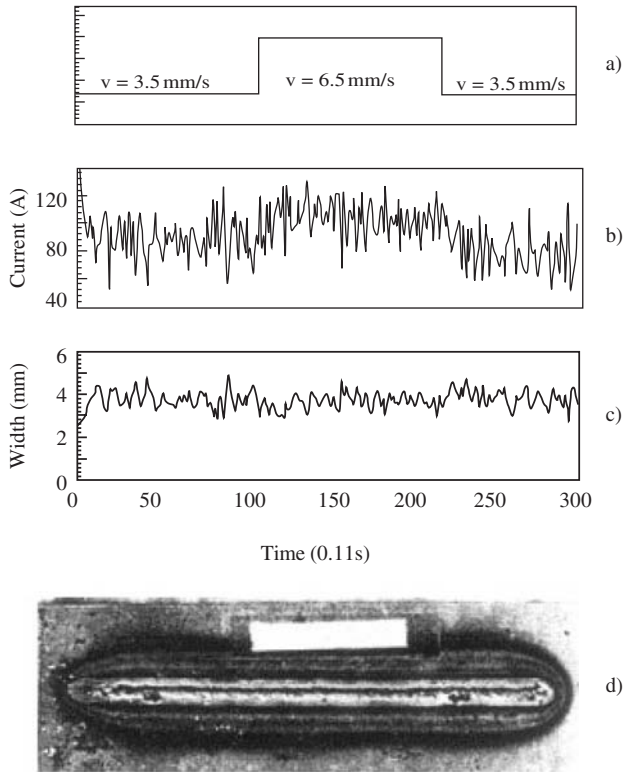 v = 3.5 mm/s
v = 6.5 mm/s
v = 3.5 mm/s
a)
Current (A)
120
80
40
b)
Width (mm)
6
4
2
0
c)
0 50 100 150 200 250 300
Time (0.11s)
d)